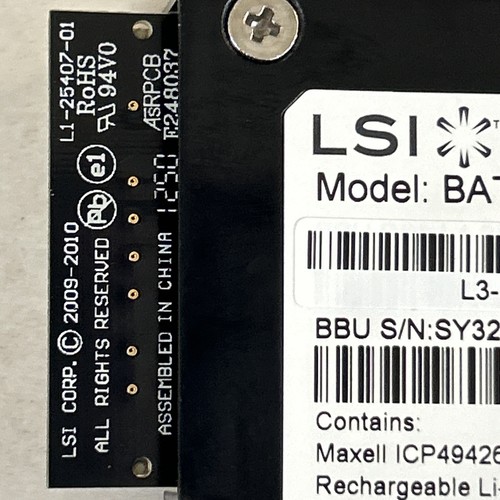 L1-25407-01
RoHS
94V0
ASRPCB
E248037
e1
Pb
1250
LSI CORP. © 2009-2010
ALL RIGHTS RESERVED
ASSEMBLED IN CHINA
LSI
Model: BAT
L3-
BBU S/N:SY32
Contains:
Maxell ICP49426
Rechargeable Li-